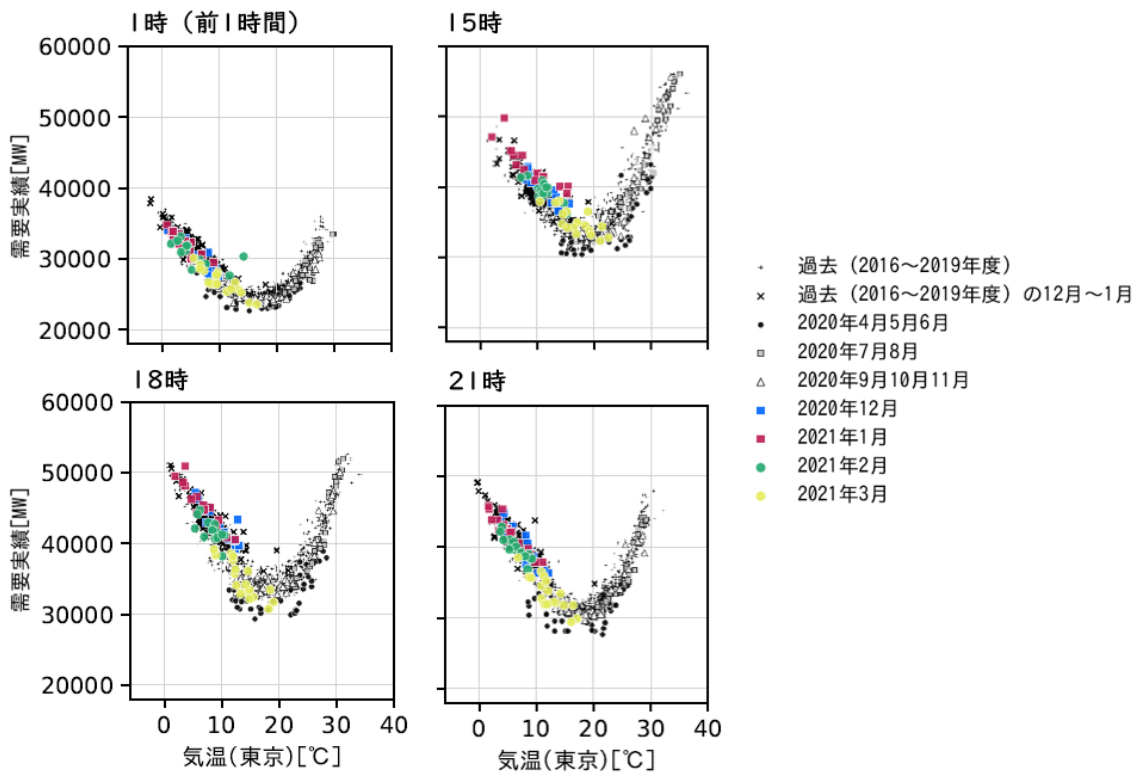 1時（前1時間）
15時
60000
50000
40000
30000
20000
需要実績[MW]
18時
21時
60000
50000
40000
30000
20000
需要実績[MW]
0 10 20 30 40
0 10 20 30 40
気温(東京)[℃]
気温(東京)[℃]
過去（2016～2019年度）
過去（2016～2019年度）の12月～1月
2020年4月5月6月
2020年7月8月
2020年9月10月11月
2020年12月
2021年1月
2021年2月
2021年3月